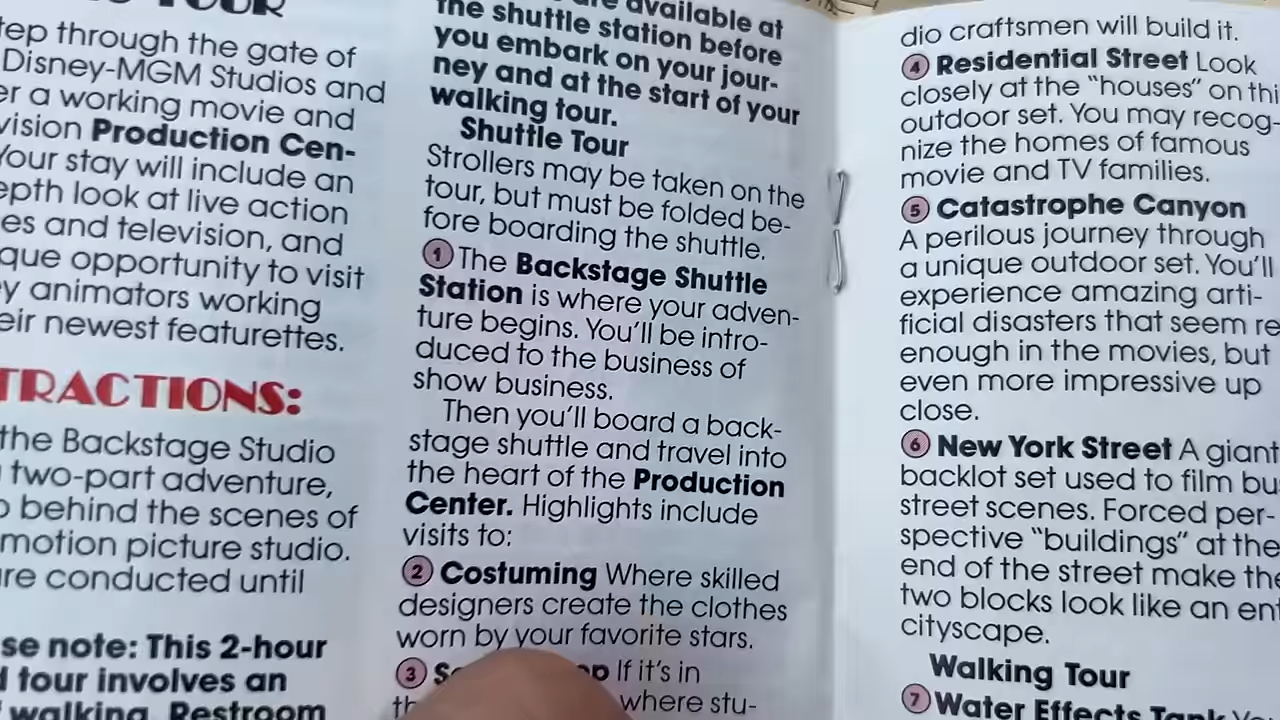 TOUR
tep through the gate of
Disney-MGM Studios and
er a working movie and
vision Production Cen-
Your stay will include an
epth look at live action
es and television, and
que opportunity to visit
y animators working
eir newest featurettes.
TRACTIONS:
the Backstage Studio
two-part adventure,
behind the scenes of
motion picture studio.
re conducted until
se note: This 2-hour
tour involves an
walking. Restroom
are available at
the shuttle station before
you embark on your jour-
ney and at the start of your
walking tour.
Shuttle Tour
Strollers may be taken on the
tour, but must be folded be-
fore boarding the shuttle.
1 The Backstage Shuttle
Station is where your adven-
ture begins. You'll be intro-
duced to the business of
show business.
Then you'll board a back-
stage shuttle and travel into
the heart of the Production
Center. Highlights include
visits to:
2 Costuming Where skilled
designers create the clothes
worn by your favorite stars.
3 If it's in
where stu-
dio craftsmen will build it.
4 Residential Street Look
closely at the "houses" on thi
outdoor set. You may recog-
nize the homes of famous
movie and TV families.
5 Catastrophe Canyon
A perilous journey through
a unique outdoor set. You'll
experience amazing arti-
ficial disasters that seem re
enough in the movies, but
even more impressive up
close.
6 New York Street A giant
backlot set used to film bu
street scenes. Forced per-
spective "buildings" at the
end of the street make the
two blocks look like an ent
cityscape.
Walking Tour
7 Water Effects Tank